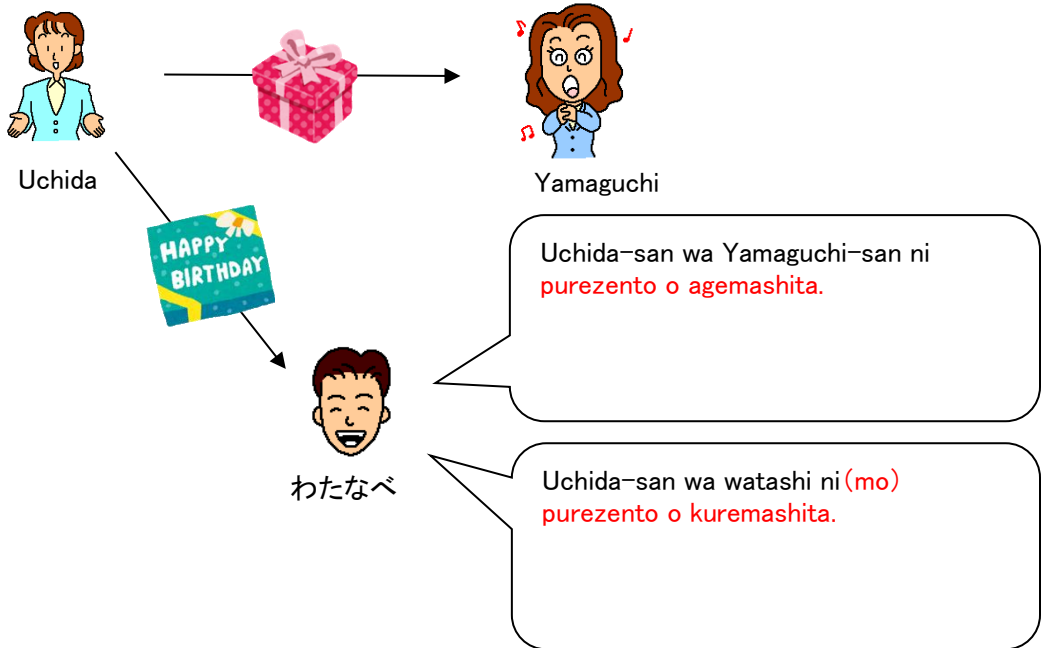 Uchida
Yamaguchi
HAPPY
BIRTHDAY
Uchida-san wa Yamaguchi-san ni
purezento o agemashita.
わたなべ
Uchida-san wa watashi ni(mo)
purezento o kuremashita.